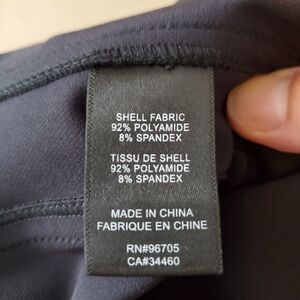 SHELL FABRIC
92% POLYAMIDE
8% SPANDEX
TISSU DE SHELL
92% POLYAMIDE
8% SPANDEX
MADE IN CHINA
FABRIQUE EN CHINE
RN#96705
CA#34460